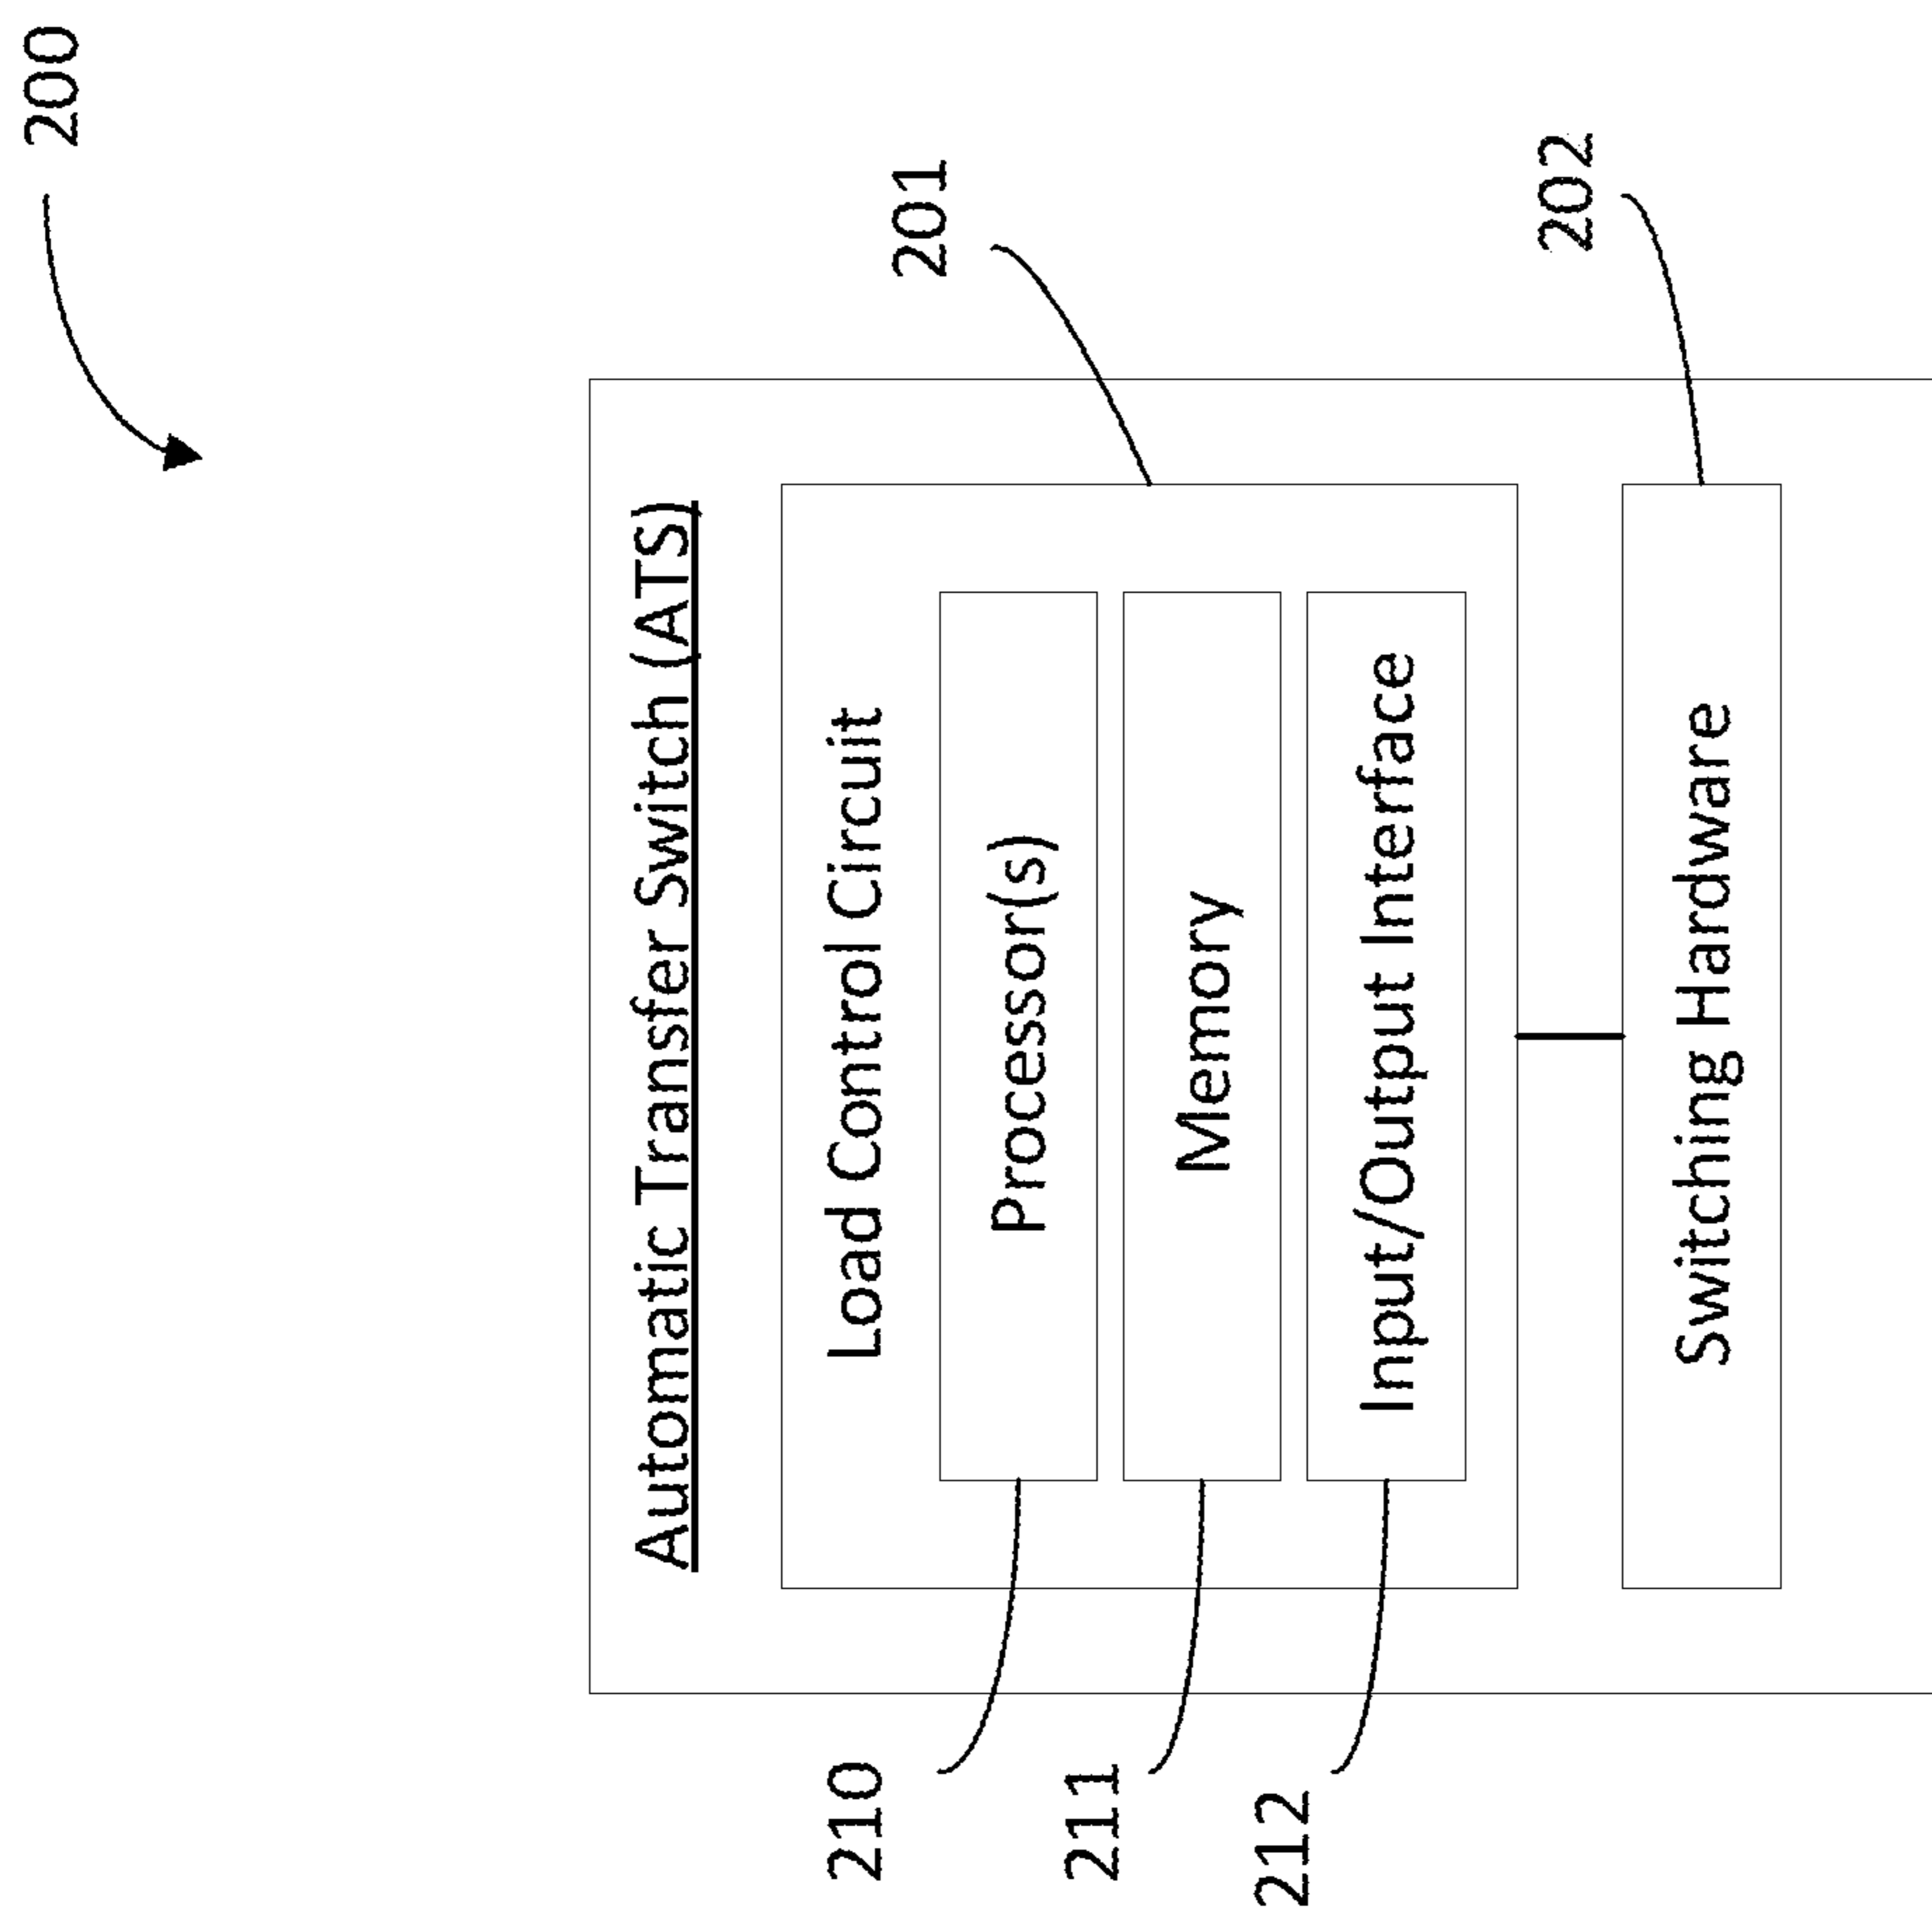 200
Automatic Transfer Switch (ATS)
Load Control Circuit
201
210
Processor(s)
211
Memory
212
Input/Output Interface
202
Switching Hardware